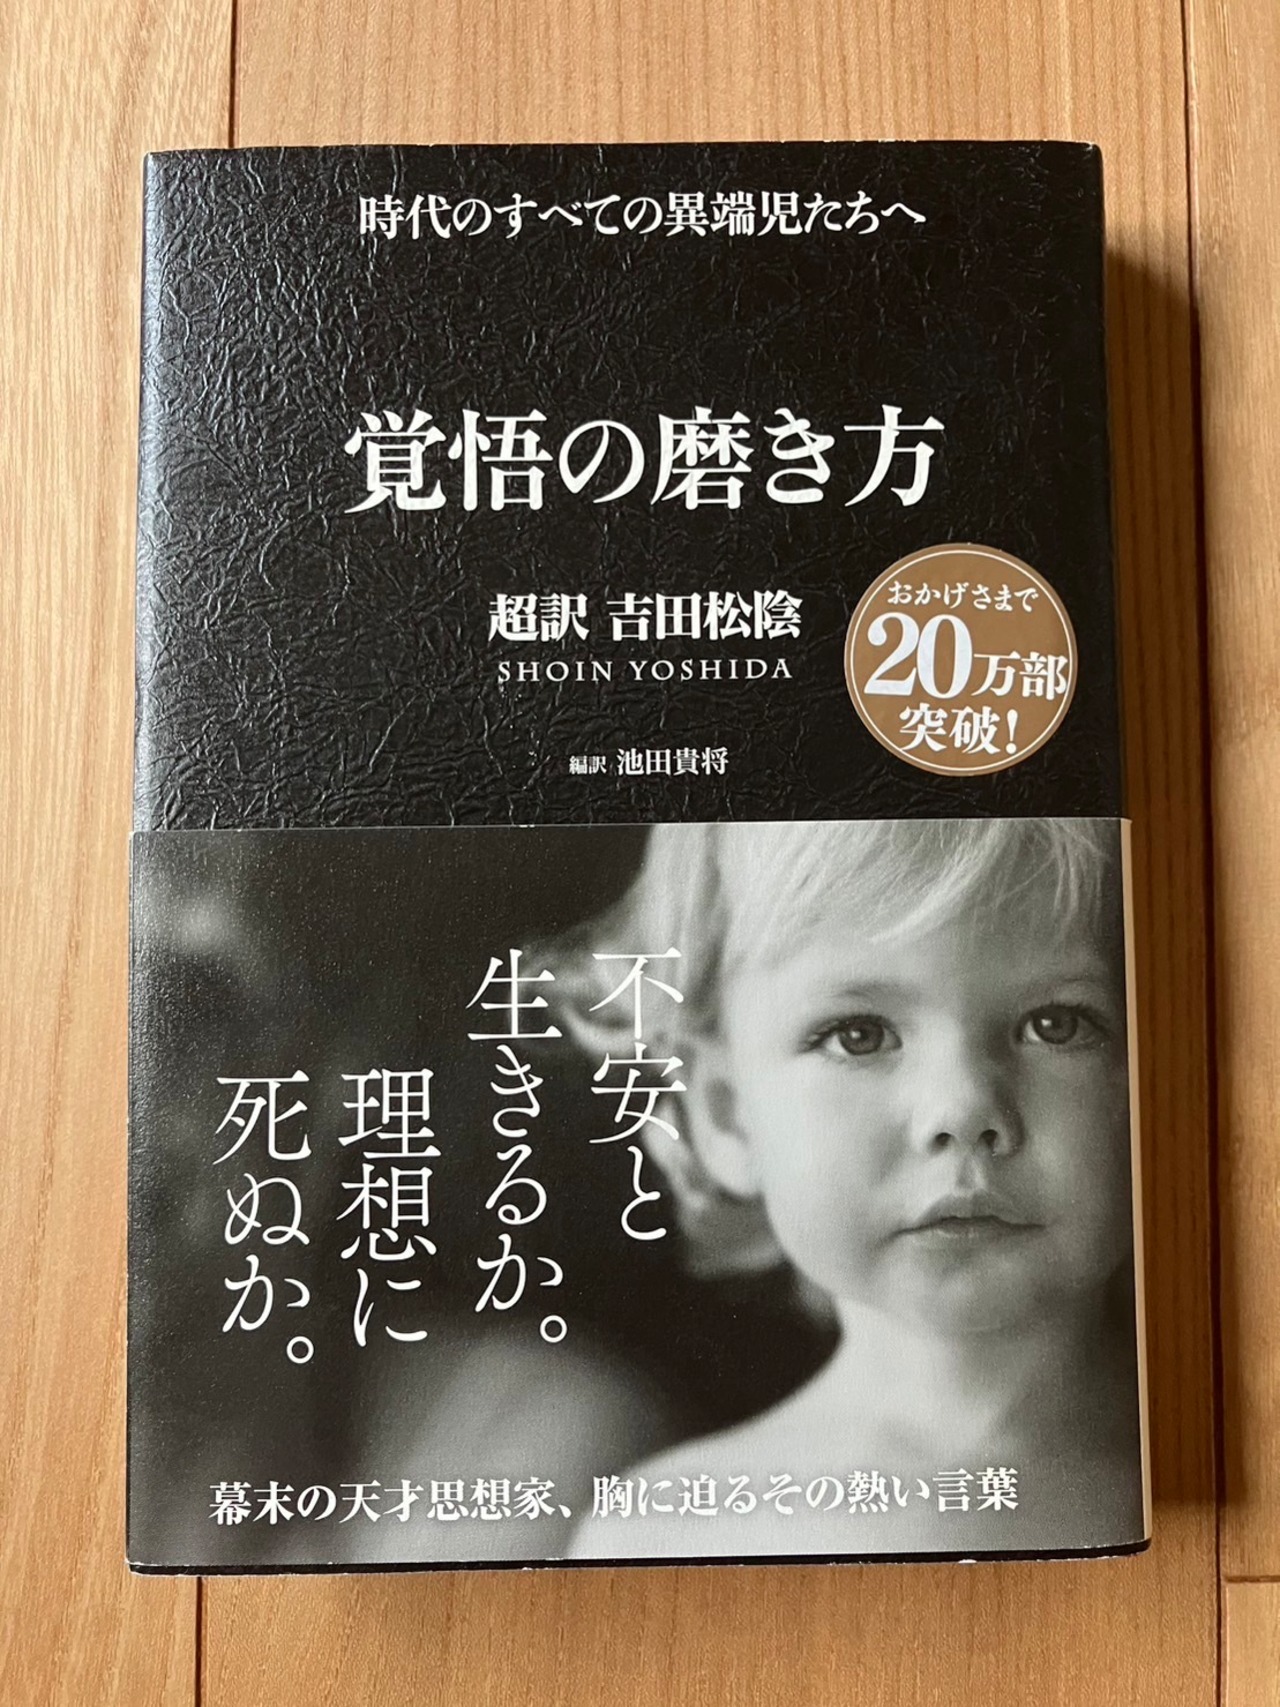 時代のすべての異端児たちへ
覚悟の磨き方
超訳 吉田松陰
SHOIN YOSHIDA
編訳 池田貴将
おかげさまで
20万部
突破!
不安と
生きるか。
理想に
死ぬか。
幕末の天才思想家、胸に迫るその熱い言葉